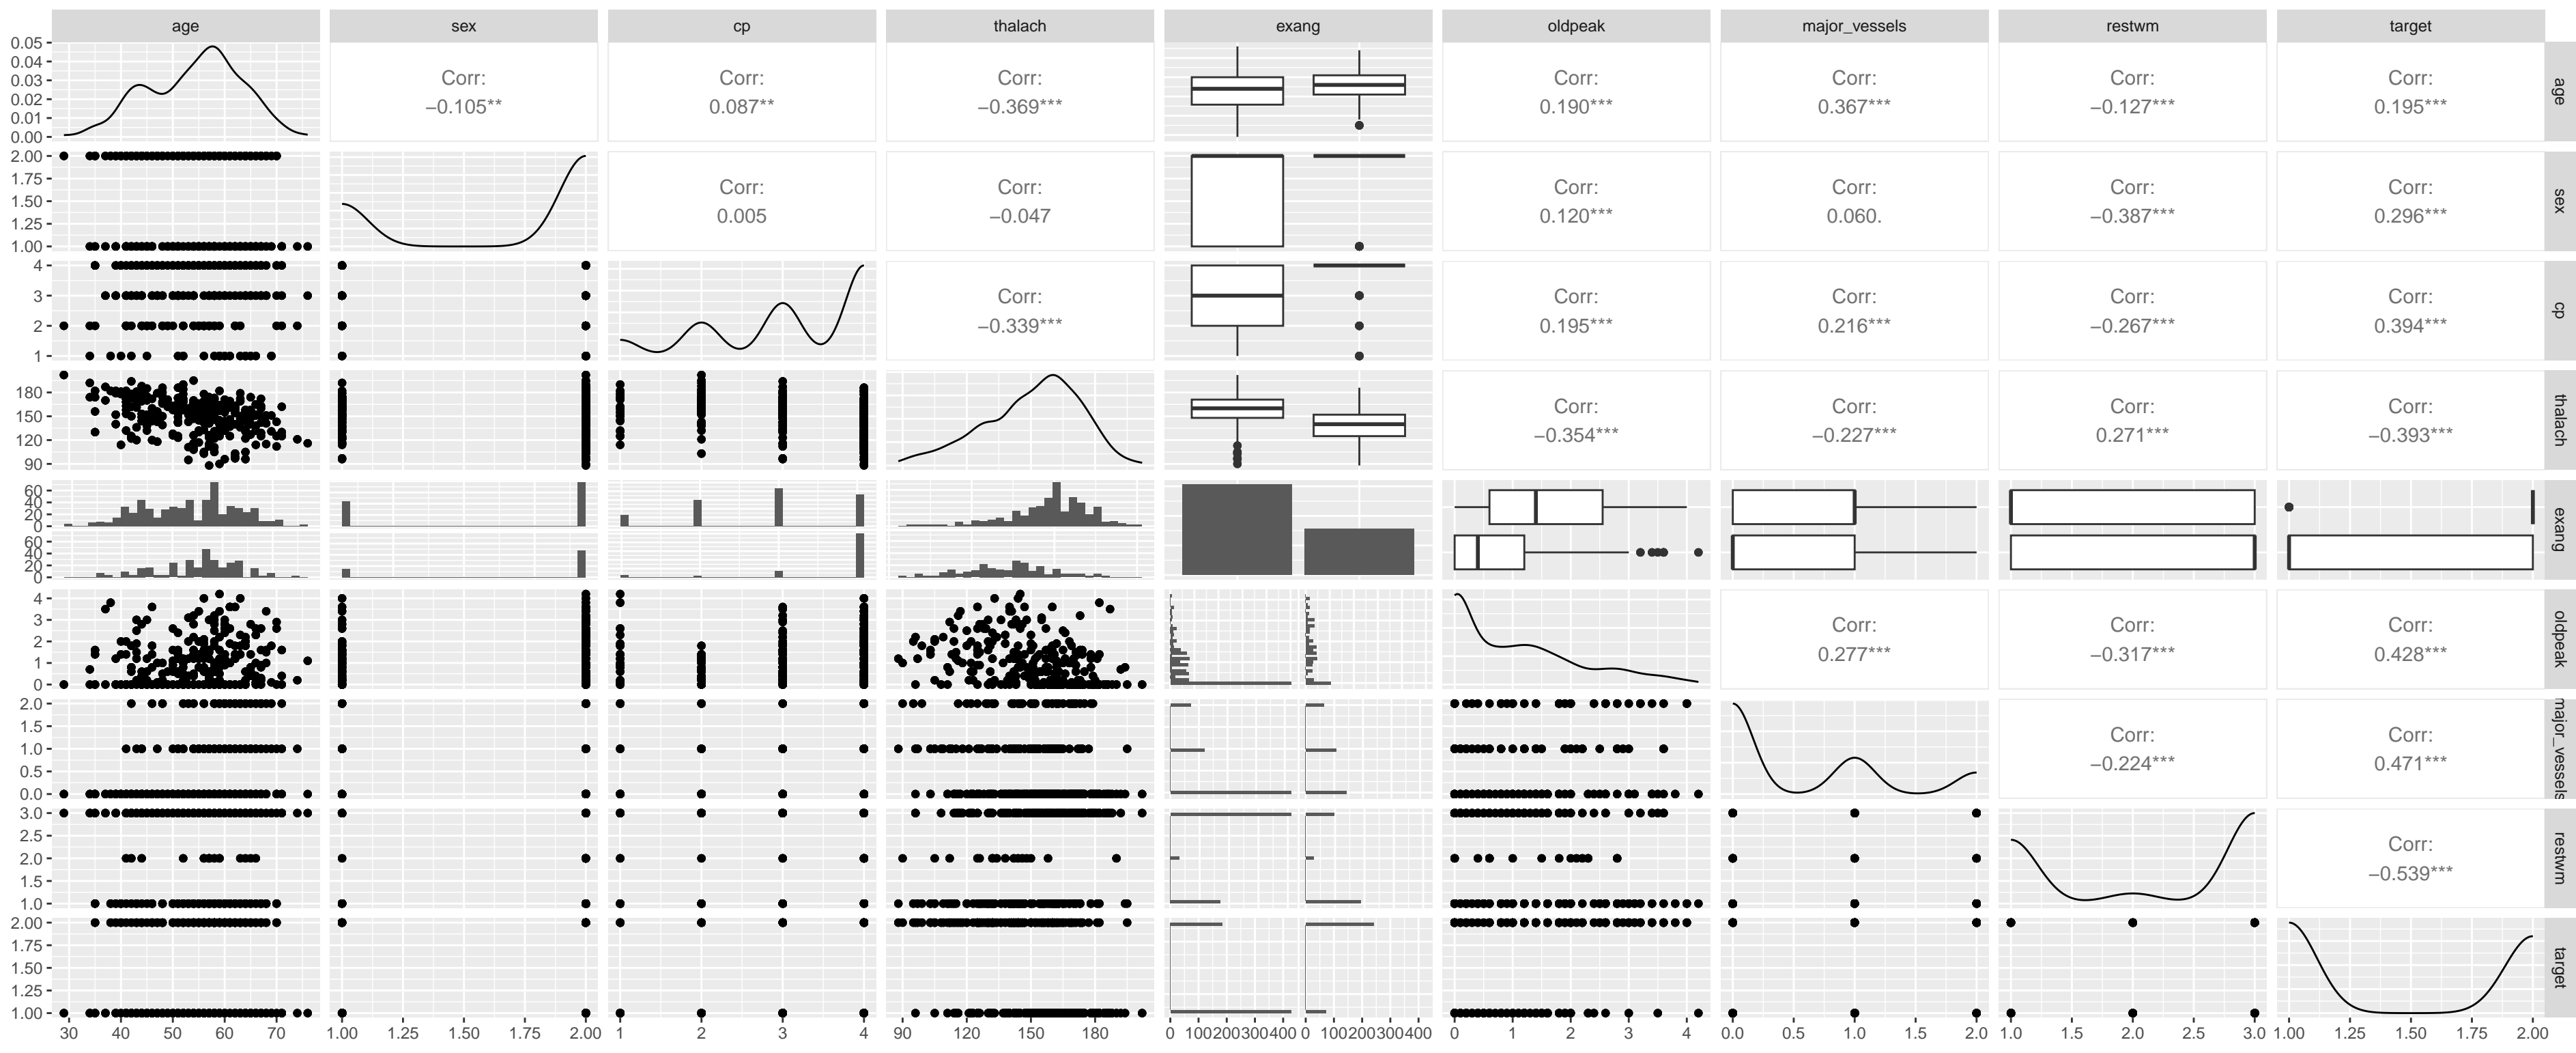 age sex cp thalach exang oldpeak major_vessels restwm target
0.05
0.04
0.03
0.02
0.01
0.00
Corr: Corr: Corr: Corr: Corr: Corr: Corr:
−0.105** 0.087** −0.369*** 0.190*** 0.367*** −0.127*** 0.195***
age
2.00
1.75
1.50
1.25
1.00
Corr: Corr: Corr: Corr: Corr: Corr:
0.005 −0.047 0.120*** 0.060. −0.387*** 0.296***
sex
4
3
2
1
Corr: Corr: Corr: Corr: Corr:
−0.339*** 0.195*** 0.216*** −0.267*** 0.394***
cp
180
150
120
90
Corr: Corr: Corr: Corr:
−0.354*** −0.227*** 0.271*** −0.393***
thalach
60
40
20
0
60
40
20
0
exang
4
3
2
1
0
Corr: Corr: Corr:
0.277*** −0.317*** 0.428***
oldpeak
2.0
1.5
1.0
0.5
0.0
Corr: Corr:
−0.224*** 0.471***
major_vessels
3.0
2.5
2.0
1.5
1.0
Corr:
−0.539***
restwm
2.00
1.75
1.50
1.25
1.00
target
30 40 50 60 70 1.00 1.25 1.50 1.75 2.00 1 2 3 4 90 120 150 180 0 100200300400 0 100200300400 0 1 2 3 4 0.0 0.5 1.0 1.5 2.0 1.0 1.5 2.0 2.5 3.0 1.00 1.25 1.50 1.75 2.00